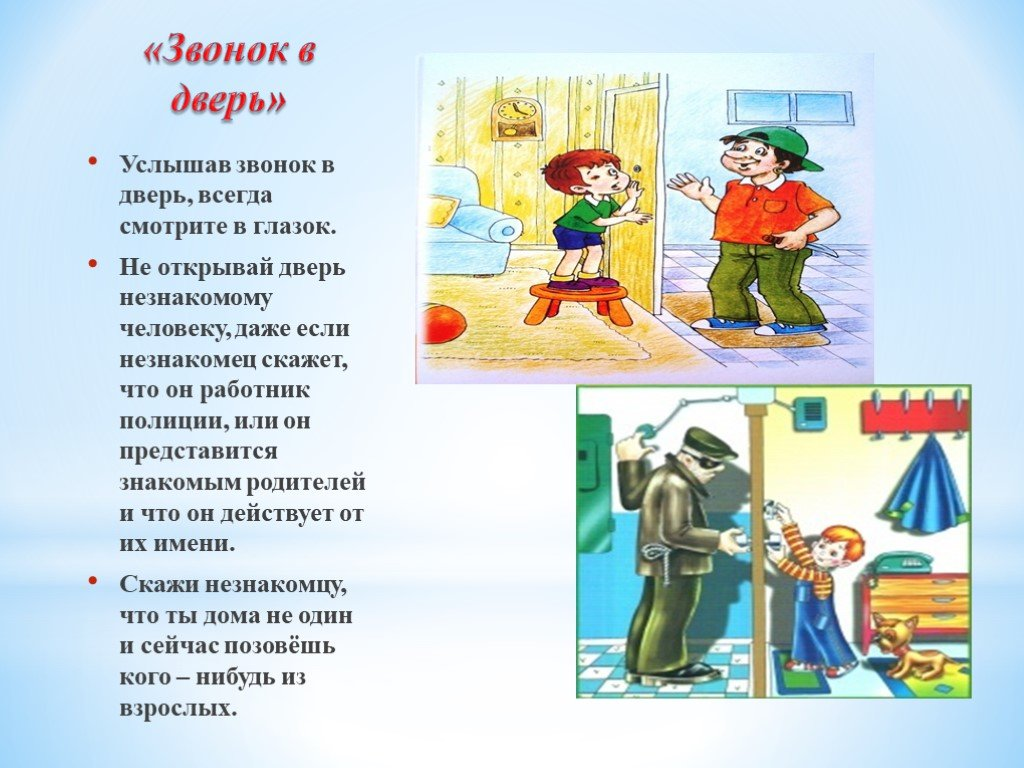 «Звонок в
дверь»
• Услышав звонок в
дверь, всегда
смотрите в глазок.
• Не открывай дверь
незнакомому
человеку, даже если
незнакомец скажет,
что он работник
полиции, или он
представится
знакомым родителей
и что он действует от
их имени.
• Скажи незнакомцу,
что ты дома не один
и сейчас позовёшь
кого – нибудь из
взрослых.